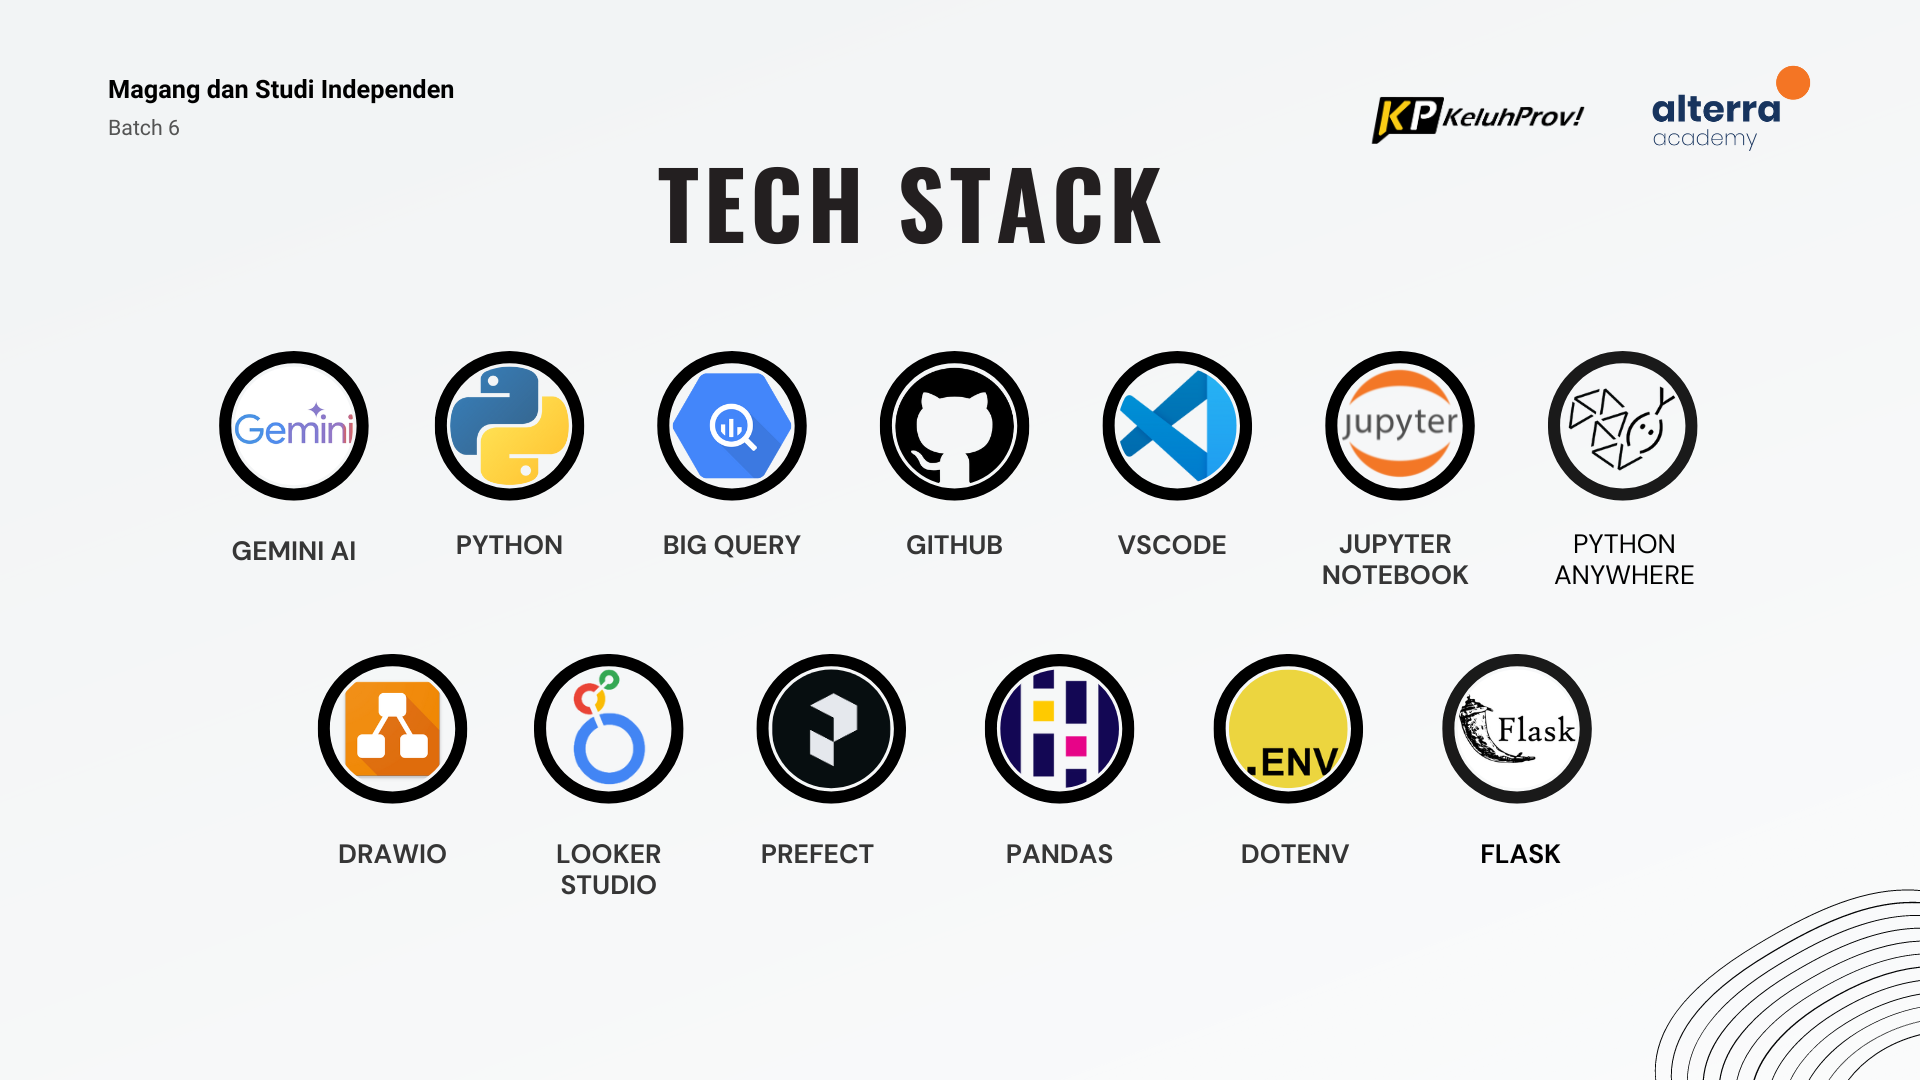 Magang dan Studi Independen
Batch 6
KP KeluhProv!
alterra
academy
TECH STACK
Gemini
jupyter
GEMINI AI
PYTHON
BIG QUERY
GITHUB
VSCODE
JUPYTER
NOTEBOOK
PYTHON
ANYWHERE
.ENV
Flask
DRAWIO
LOOKER
STUDIO
PREFECT
PANDAS
DOTENV
FLASK